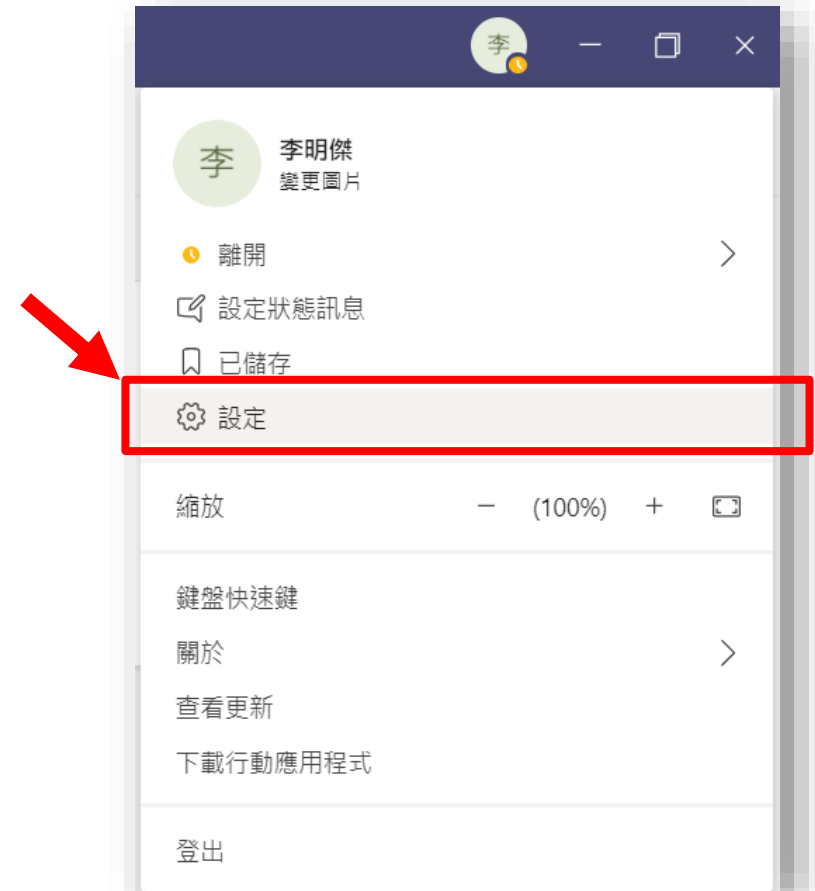 李
李
李明傑
變更圖片
離開
設定狀態訊息
已儲存
設定
縮放
(100%)
鍵盤快速鍵
關於
查看更新
下載行動應用程式
登出